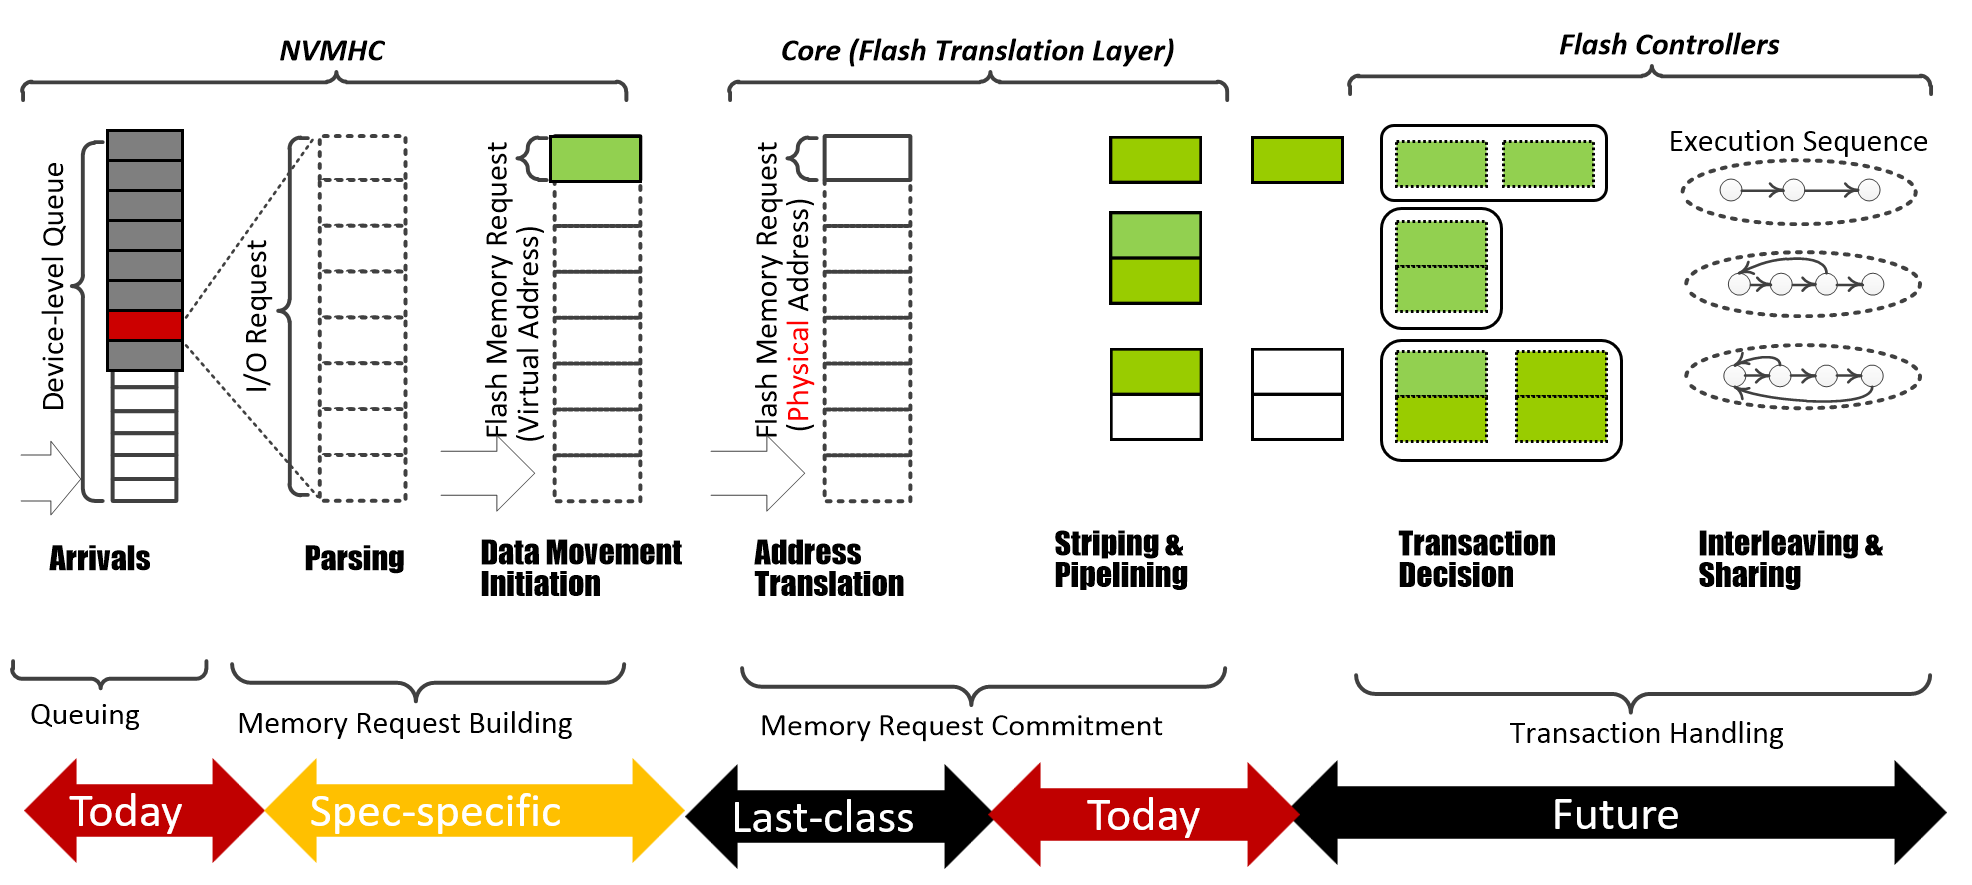 NVMHC
Core (Flash Translation Layer)
Flash Controllers
Device-level Queue
I/O Request
Flash Memory Request
(Virtual Address)
Flash Memory Request
(Physical Address)
Execution Sequence
Arrivals
Parsing
Data Movement
Initiation
Address
Translation
Striping &
Pipelining
Transaction
Decision
Interleaving &
Sharing
Queuing
Memory Request Building
Memory Request Commitment
Transaction Handling
Today
Spec-specific
Last-class
Today
Future